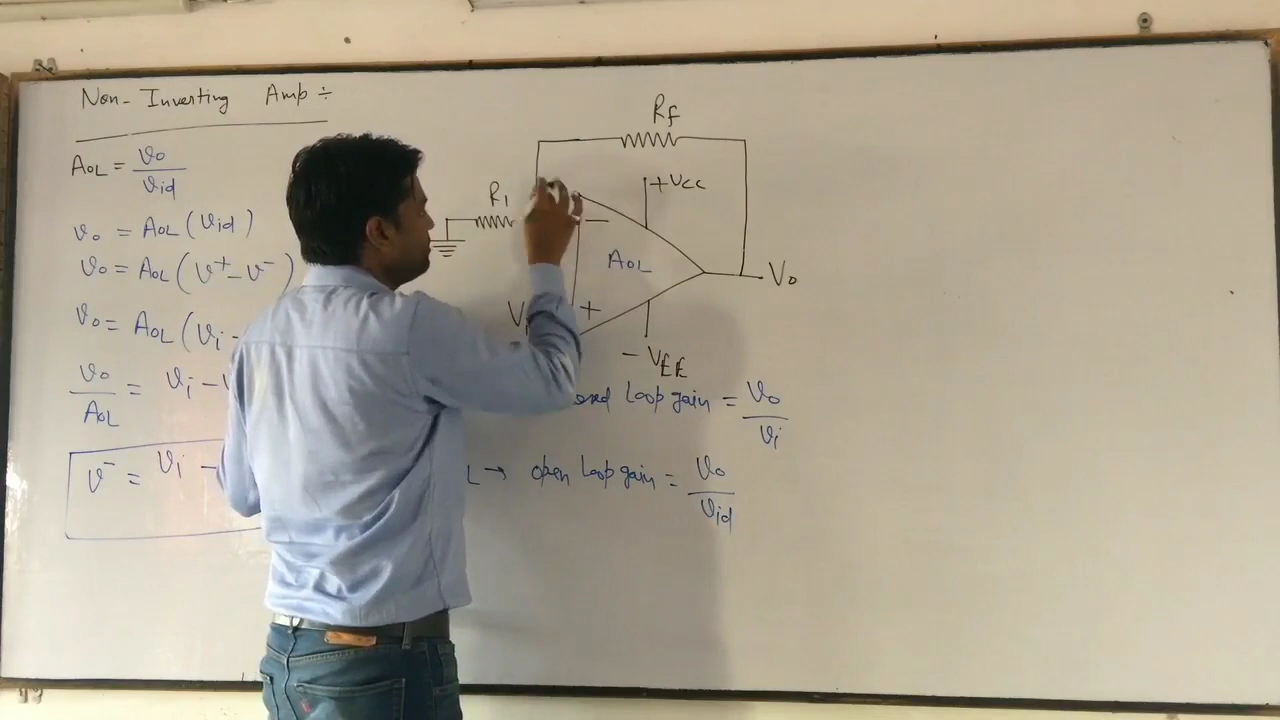 Non-Inverting Amp ÷
AOL = vo / vid
vo = AOL (vid)
vo = AOL (v+ - v-)
vo = AOL (vi -
vo / AOL = vi -
v- = vi -
Rf
R1
+VCC
-
AOL
+
Vo
- VEE
Loop gain = vo / vi
L → open loop gain = vo / vid